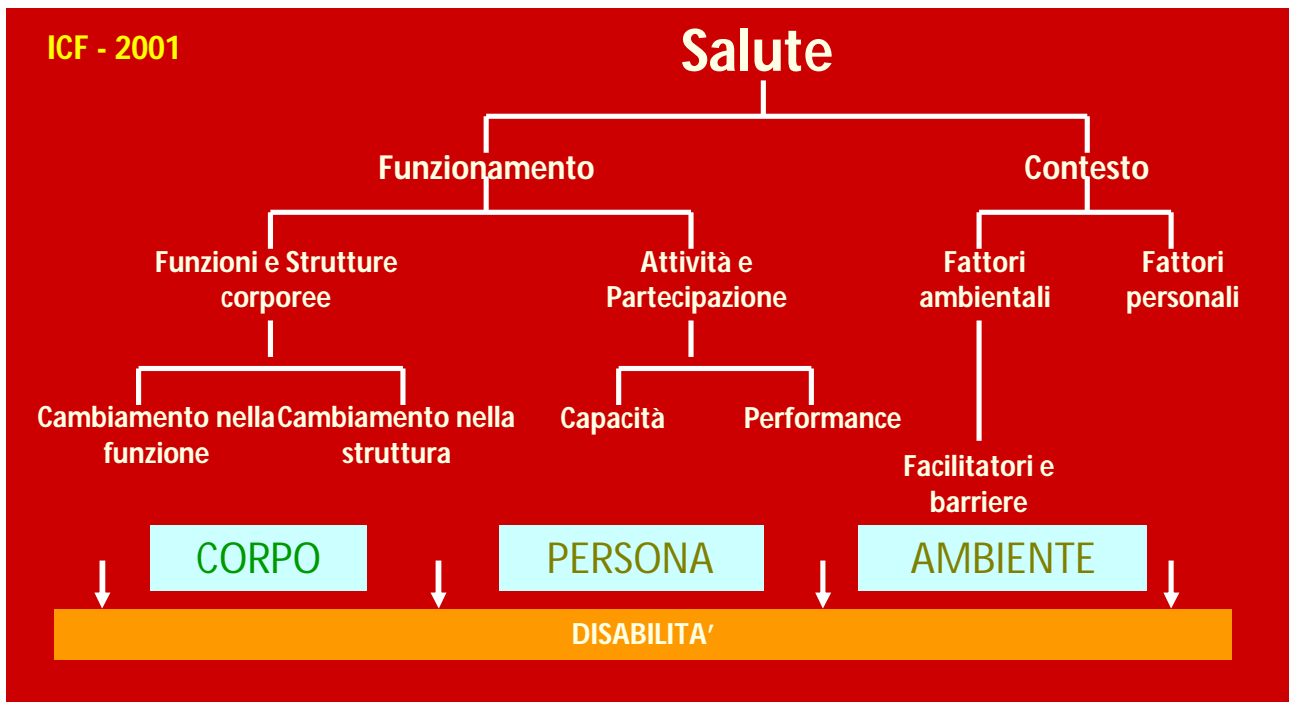 ICF - 2001
Salute
Funzionamento
Contesto
Funzioni e Strutture
corporee
Attività e
Partecipazione
Fattori
ambientali
Fattori
personali
Cambiamento nella
funzione
Cambiamento nella
struttura
Capacità
Performance
Facilitatori e
barriere
CORPO
PERSONA
AMBIENTE
DISABILITA’